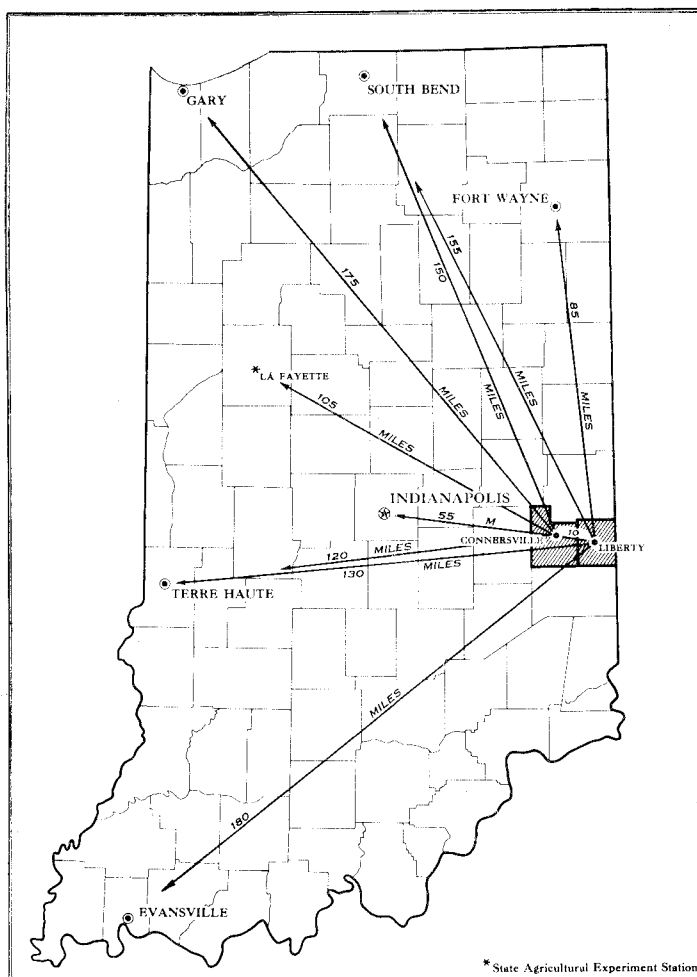 SOUTH BEND
GARY
FORT WAYNE
155
150
175
85
* LA FAYETTE
105
MILES
MILES
MILES
MILES
MILES
INDIANAPOLIS
55 M
10
CONNERSVILLE
LIBERTY
120 MILES
130 MILES
TERRE HAUTE
MILES
180
EVANSVILLE
* State Agricultural Experiment Station